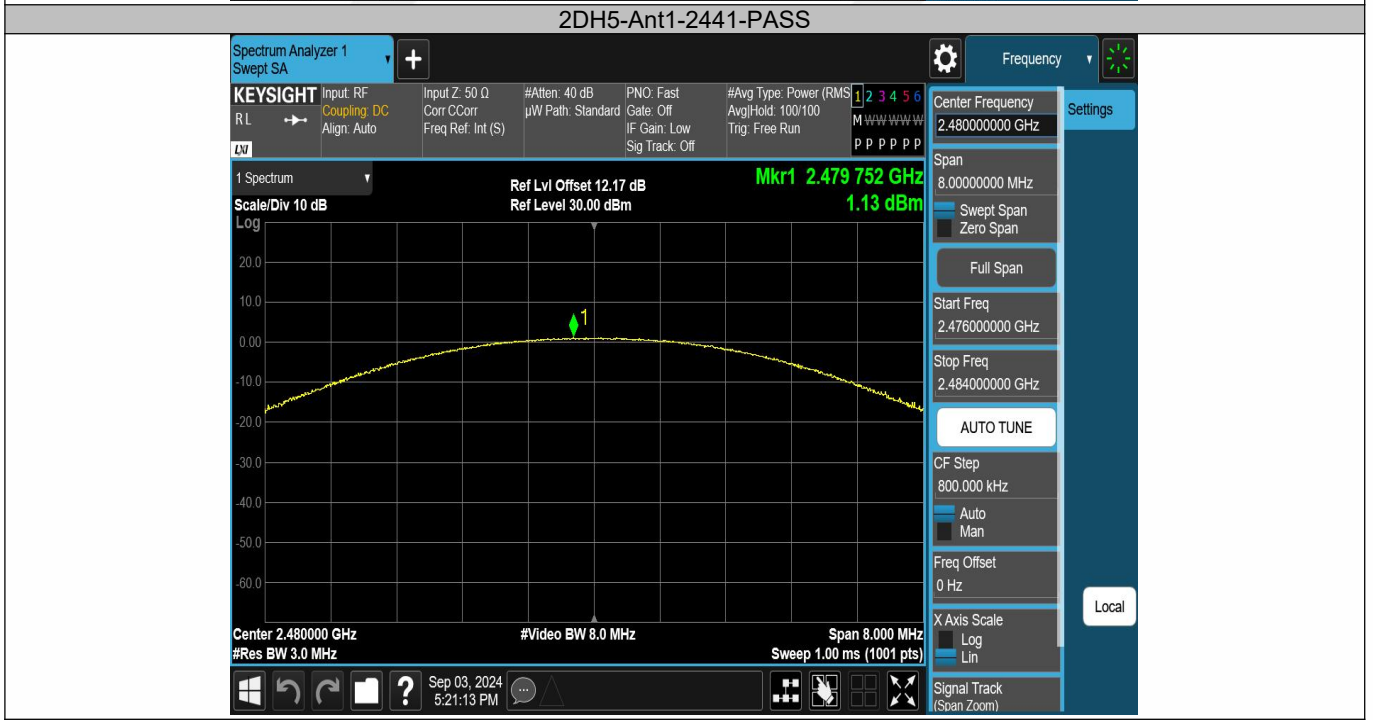 2DH5-Ant1-2441-PASS
Spectrum Analyzer 1
Swept SA
+
Frequency
KEYSIGHT
RL
LXI
Input: RF
Coupling: DC
Align: Auto
Input Z: 50 Ω
Corr CCorr
Freq Ref: Int (S)
#Atten: 40 dB
µW Path: Standard
PNO: Fast
Gate: Off
IF Gain: Low
Sig Track: Off
#Avg Type: Power (RMS
Avg|Hold: 100/100
Trig: Free Run
1 2 3 4 5 6
M W W W W W
P P P P P P
1 Spectrum
Scale/Div 10 dB
Log
Ref Lvl Offset 12.17 dB
Ref Level 30.00 dBm
Mkr1 2.479 752 GHz
1.13 dBm
20.0
10.0
0.00
-10.0
-20.0
-30.0
-40.0
-50.0
-60.0
1
Center 2.480000 GHz
#Res BW 3.0 MHz
#Video BW 8.0 MHz
Span 8.000 MHz
Sweep 1.00 ms (1001 pts)
Sep 03, 2024
5:21:13 PM
?
Center Frequency
2.480000000 GHz
Settings
Span
8.00000000 MHz
Swept Span
Zero Span
Full Span
Start Freq
2.476000000 GHz
Stop Freq
2.484000000 GHz
AUTO TUNE
CF Step
800.000 kHz
Auto
Man
Freq Offset
0 Hz
Local
X Axis Scale
Log
Lin
Signal Track
(Span Zoom)